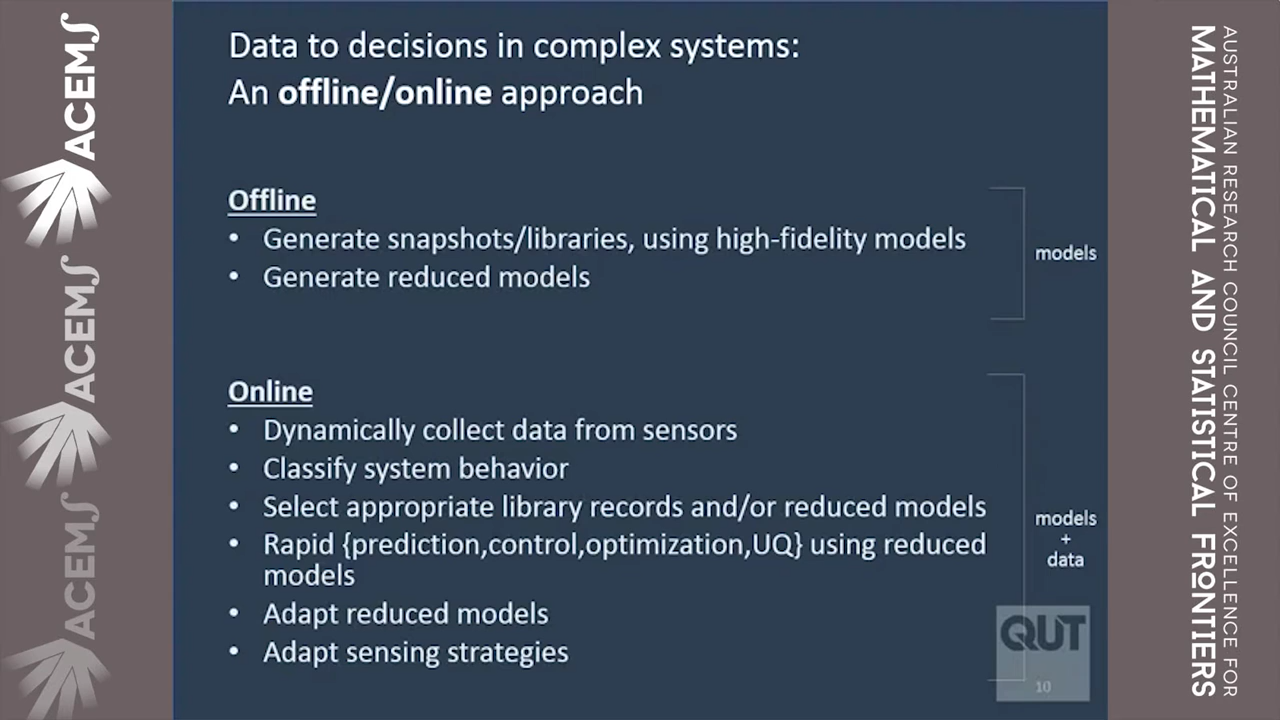 Data to decisions in complex systems:
An offline/online approach
Offline
• Generate snapshots/libraries, using high-fidelity models
• Generate reduced models
models
Online
• Dynamically collect data from sensors
• Classify system behavior
• Select appropriate library records and/or reduced models
• Rapid {prediction,control,optimization,UQ} using reduced
models
• Adapt reduced models
• Adapt sensing strategies
models
+
data
QUT
10
ACEMS
ACEMS
ACEMS
AUSTRALIAN RESEARCH COUNCIL CENTRE OF EXCELLENCE FOR
MATHEMATICAL AND STATISTICAL FRONTIERS